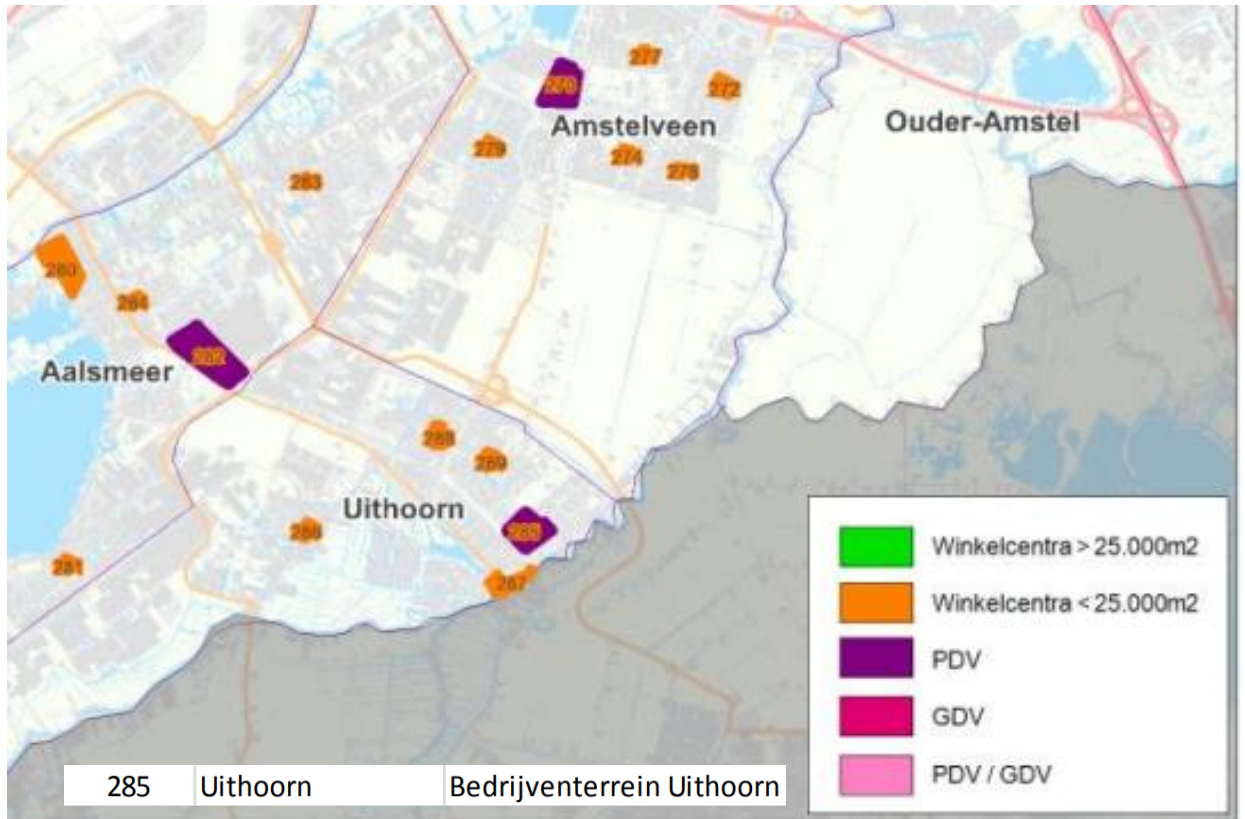 277
270
272
Amstelveen
Ouder-Amstel
279
274
278
283
280
284
282
Aalsmeer
288
289
Uithoorn
285
286
281
287
Winkelcentra > 25.000m2
Winkelcentra < 25.000m2
PDV
GDV
PDV / GDV
285 Uithoorn Bedrijventerrein Uithoorn